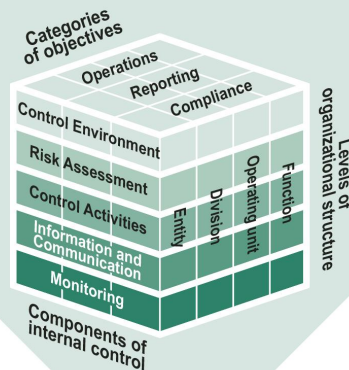 Categories
of objectives
Operations
Reporting
Compliance
Control Environment
Risk Assessment
Control Activities
Information and
Communication
Monitoring
Entity
Division
Operating unit
Function
Levels of
organizational structure
Components of
internal control